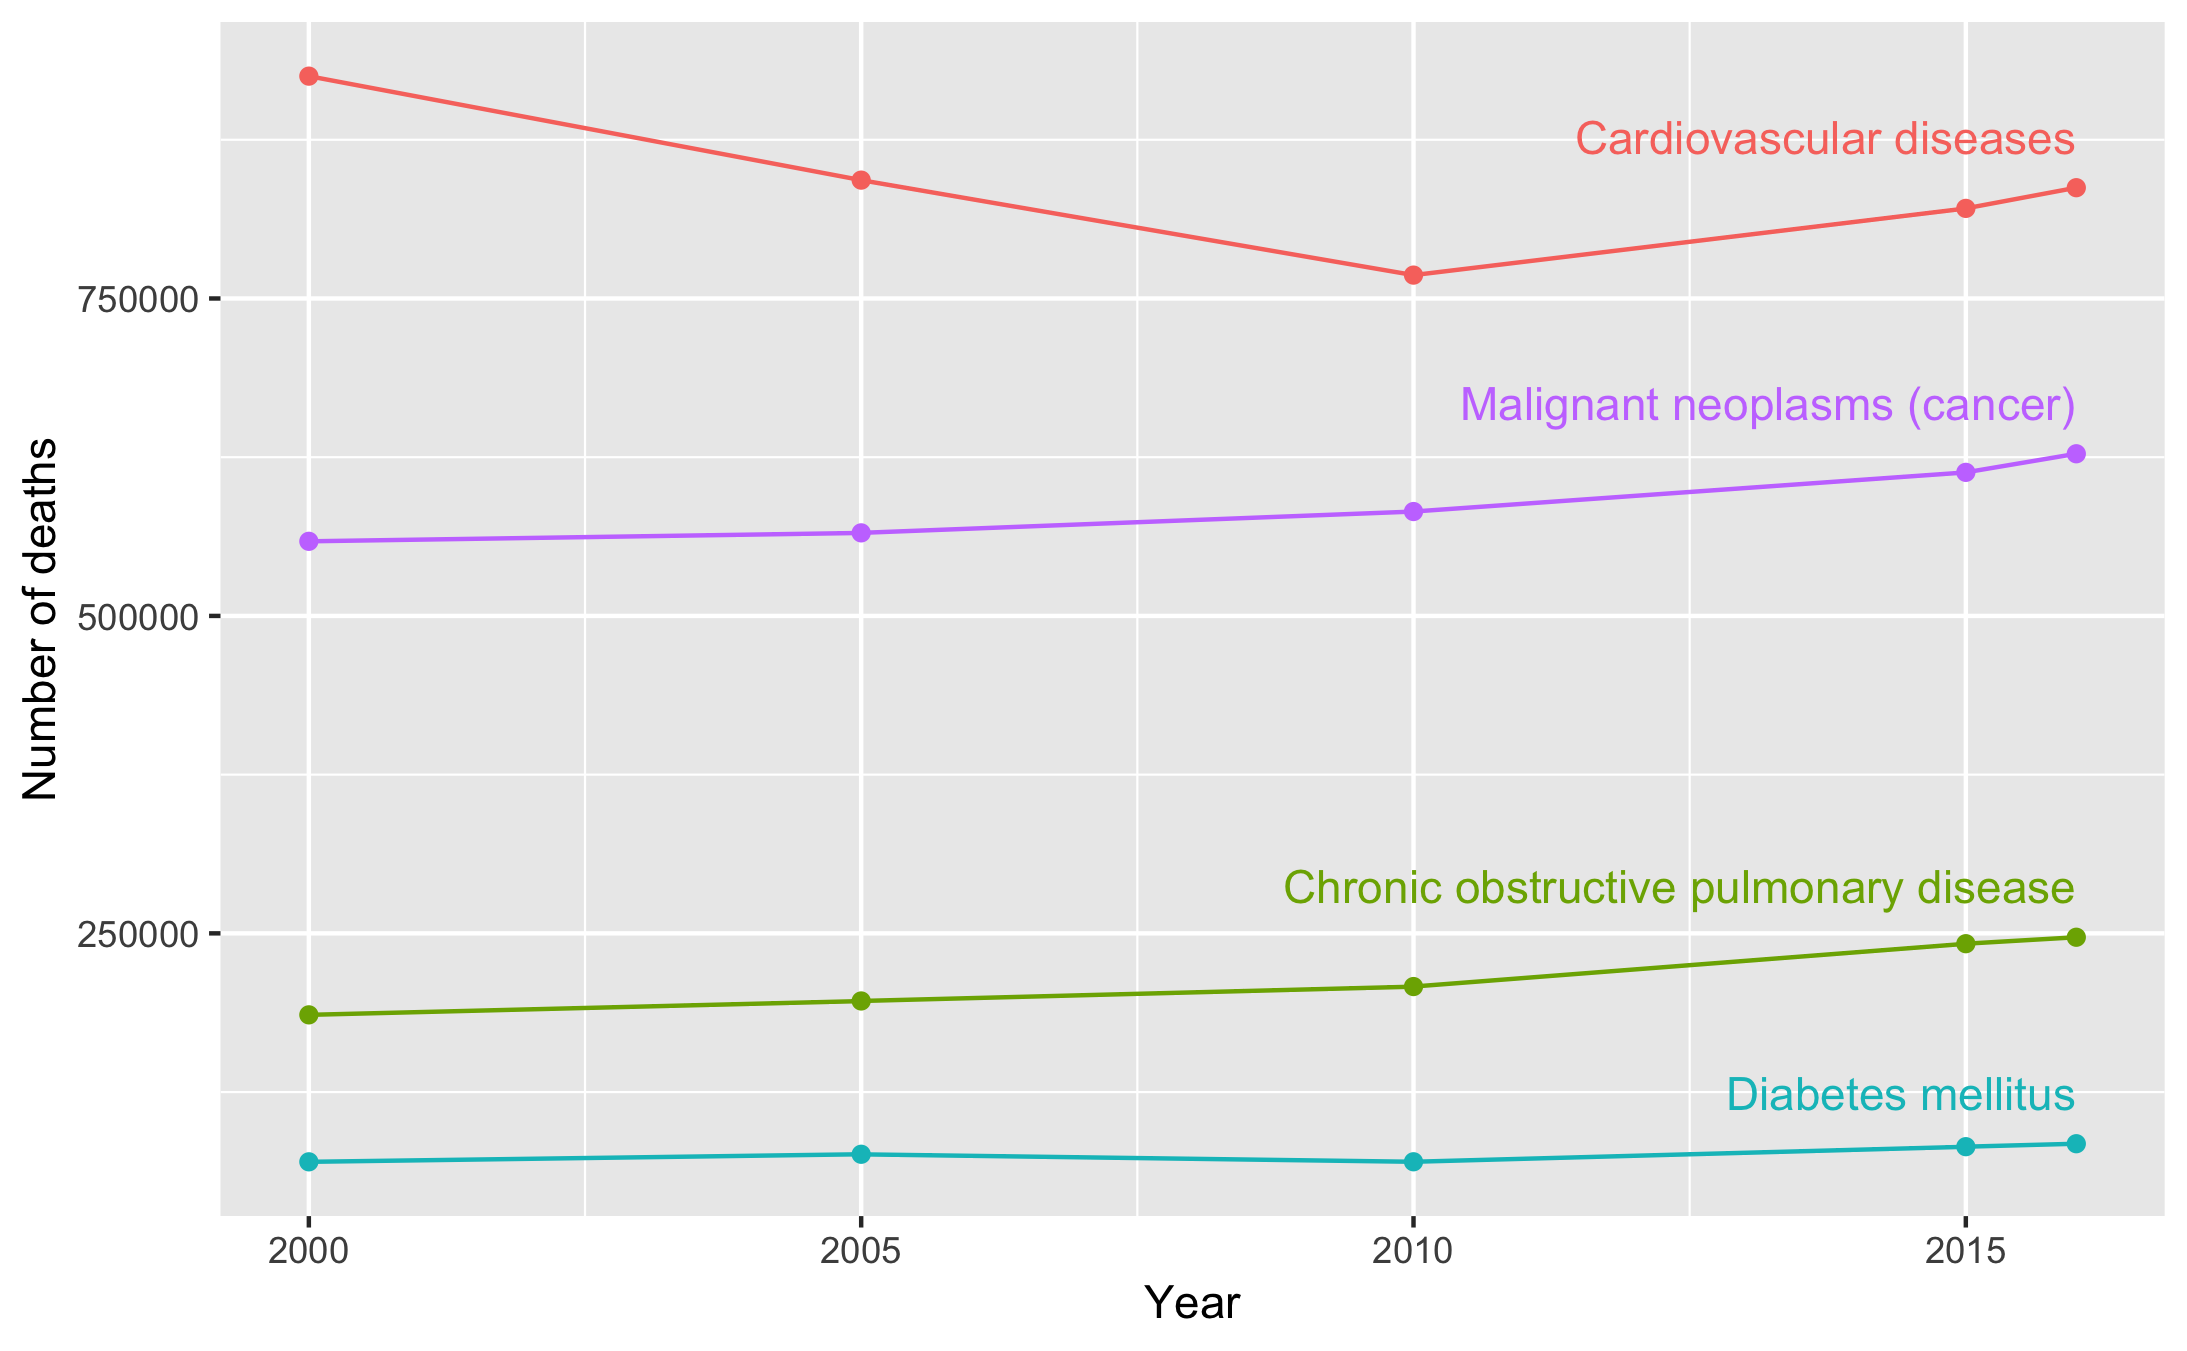 Cardiovascular diseases
750000
Malignant neoplasms (cancer)
500000
Number of deaths
Chronic obstructive pulmonary disease
250000
Diabetes mellitus
2000 2005 2010 2015
Year